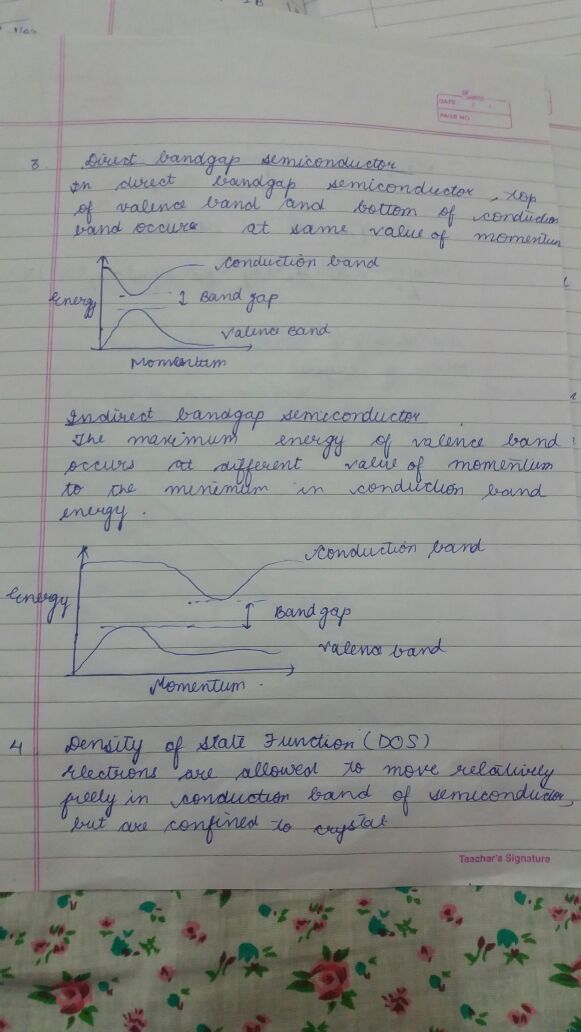 DATE:
PAGE NO:
3 Direct bandgap semiconductor
In direct bandgap semiconductor, top
of valence band and bottom of conduction
band occurs at same value of momentum
Conduction band
Energy
Band gap
Valence Band
Momentum
Indirect bandgap semiconductor
The maximum energy of valence band
occurs at different value of momentum
to the minimum in conduction band
energy.
Conduction band
Energy
Bandgap
Valence band
Momentum.
4 Density of State Function (DOS)
Electrons are allowed to move relatively
freely in conduction band of semiconductor,
but are confined to crystal
Teacher's Signature